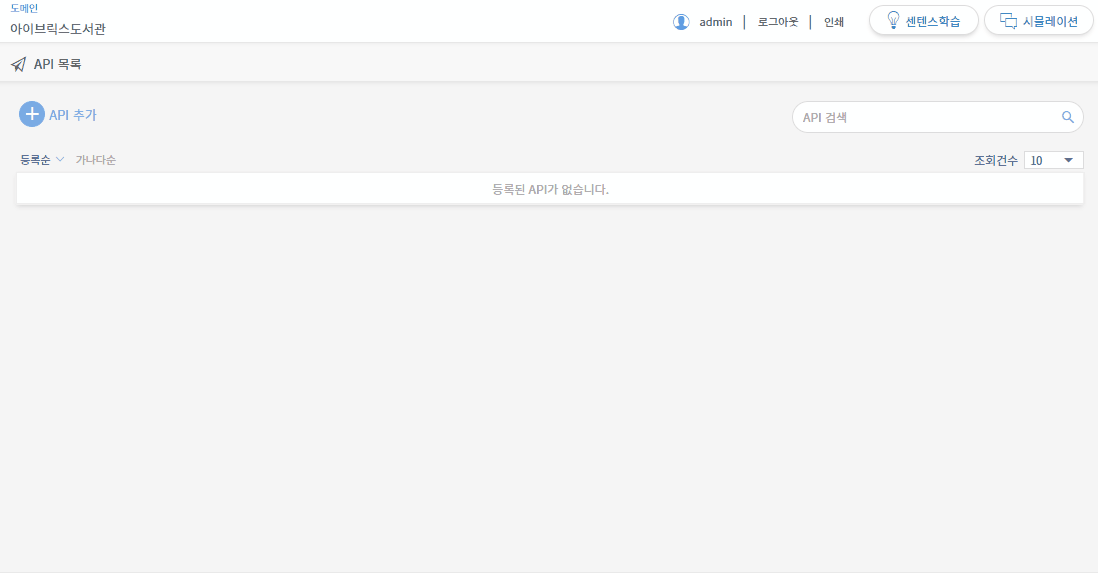 도메인
아이브릭스도서관
admin 로그아웃 인쇄 센텐스학습 시뮬레이션
API 목록
API 추가
API 검색
등록순 가나다순 조회건수 10
등록된 API가 없습니다.